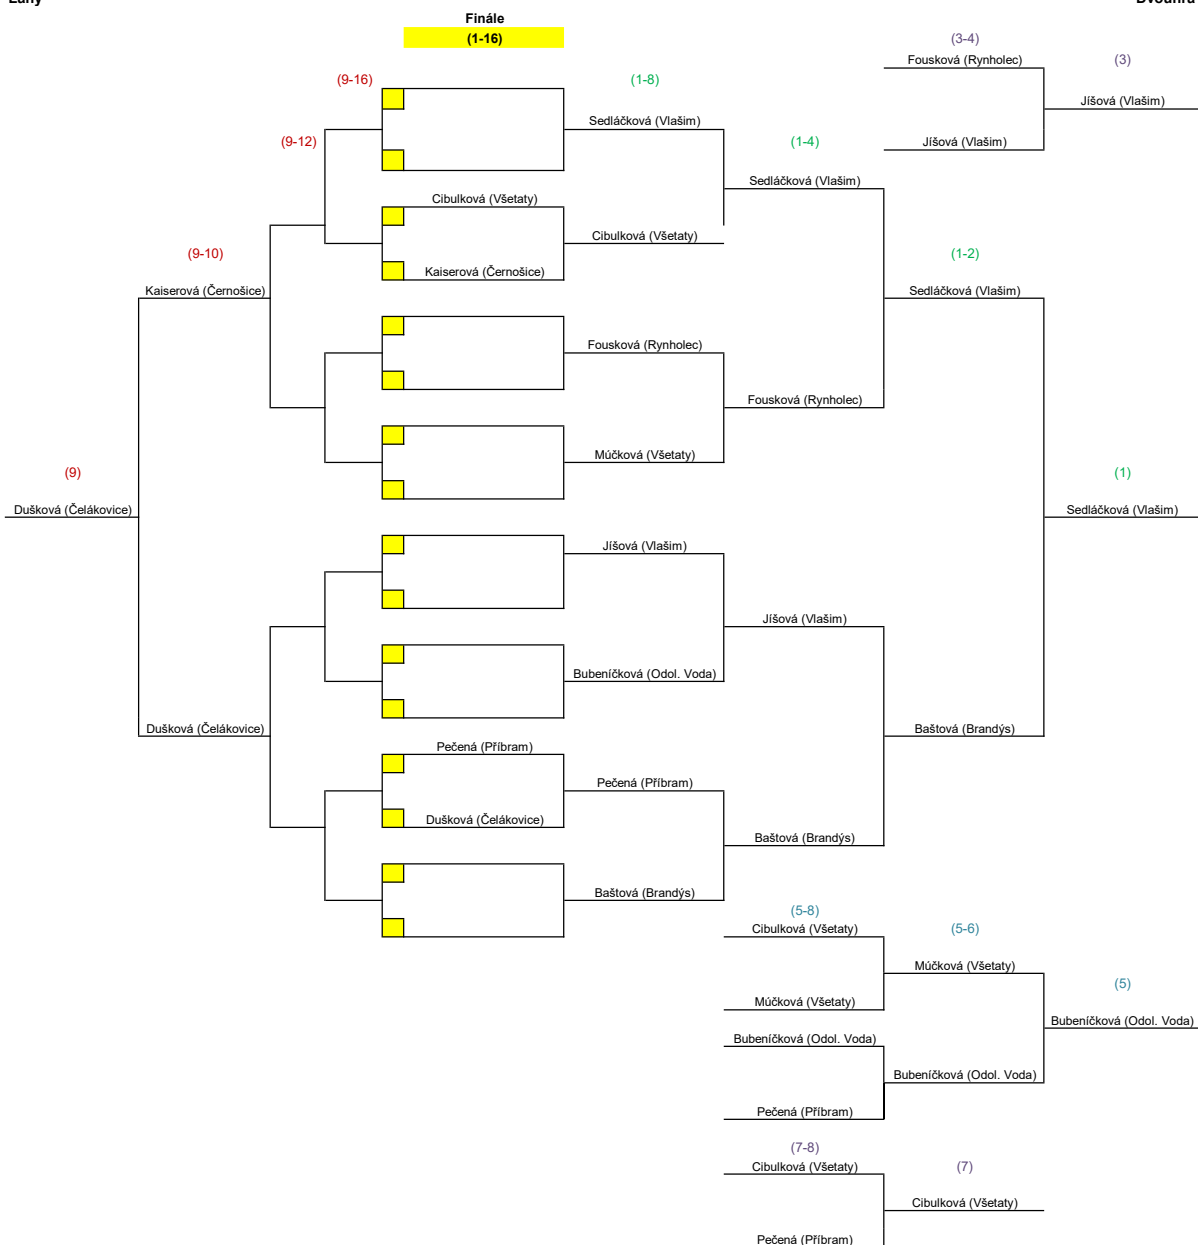 Finále
(1-16)
(3-4)
Fousková (Rynholec)
(3)
(9-16)
(1-8)
Jíšová (Vlašim)
Sedláčková (Vlašim)
(9-12)
(1-4)
Jíšová (Vlašim)
Sedláčková (Vlašim)
Cibulková (Všetaty)
Cibulková (Všetaty)
(9-10)
(1-2)
Kaiserová (Černošice)
Kaiserová (Černošice)
Sedláčková (Vlašim)
Fousková (Rynholec)
Fousková (Rynholec)
Múčková (Všetaty)
(9)
(1)
Dušková (Čelákovice)
Sedláčková (Vlašim)
Jíšová (Vlašim)
Jíšová (Vlašim)
Bubeníčková (Odol. Voda)
Dušková (Čelákovice)
Baštová (Brandýs)
Pečená (Příbram)
Pečená (Příbram)
Dušková (Čelákovice)
Baštová (Brandýs)
Baštová (Brandýs)
(5-8)
Cibulková (Všetaty)
(5-6)
Múčková (Všetaty)
(5)
Múčková (Všetaty)
Bubeníčková (Odol. Voda)
Bubeníčková (Odol. Voda)
Bubeníčková (Odol. Voda)
Pečená (Příbram)
(7-8)
Cibulková (Všetaty)
(7)
Cibulková (Všetaty)
Pečená (Příbram)